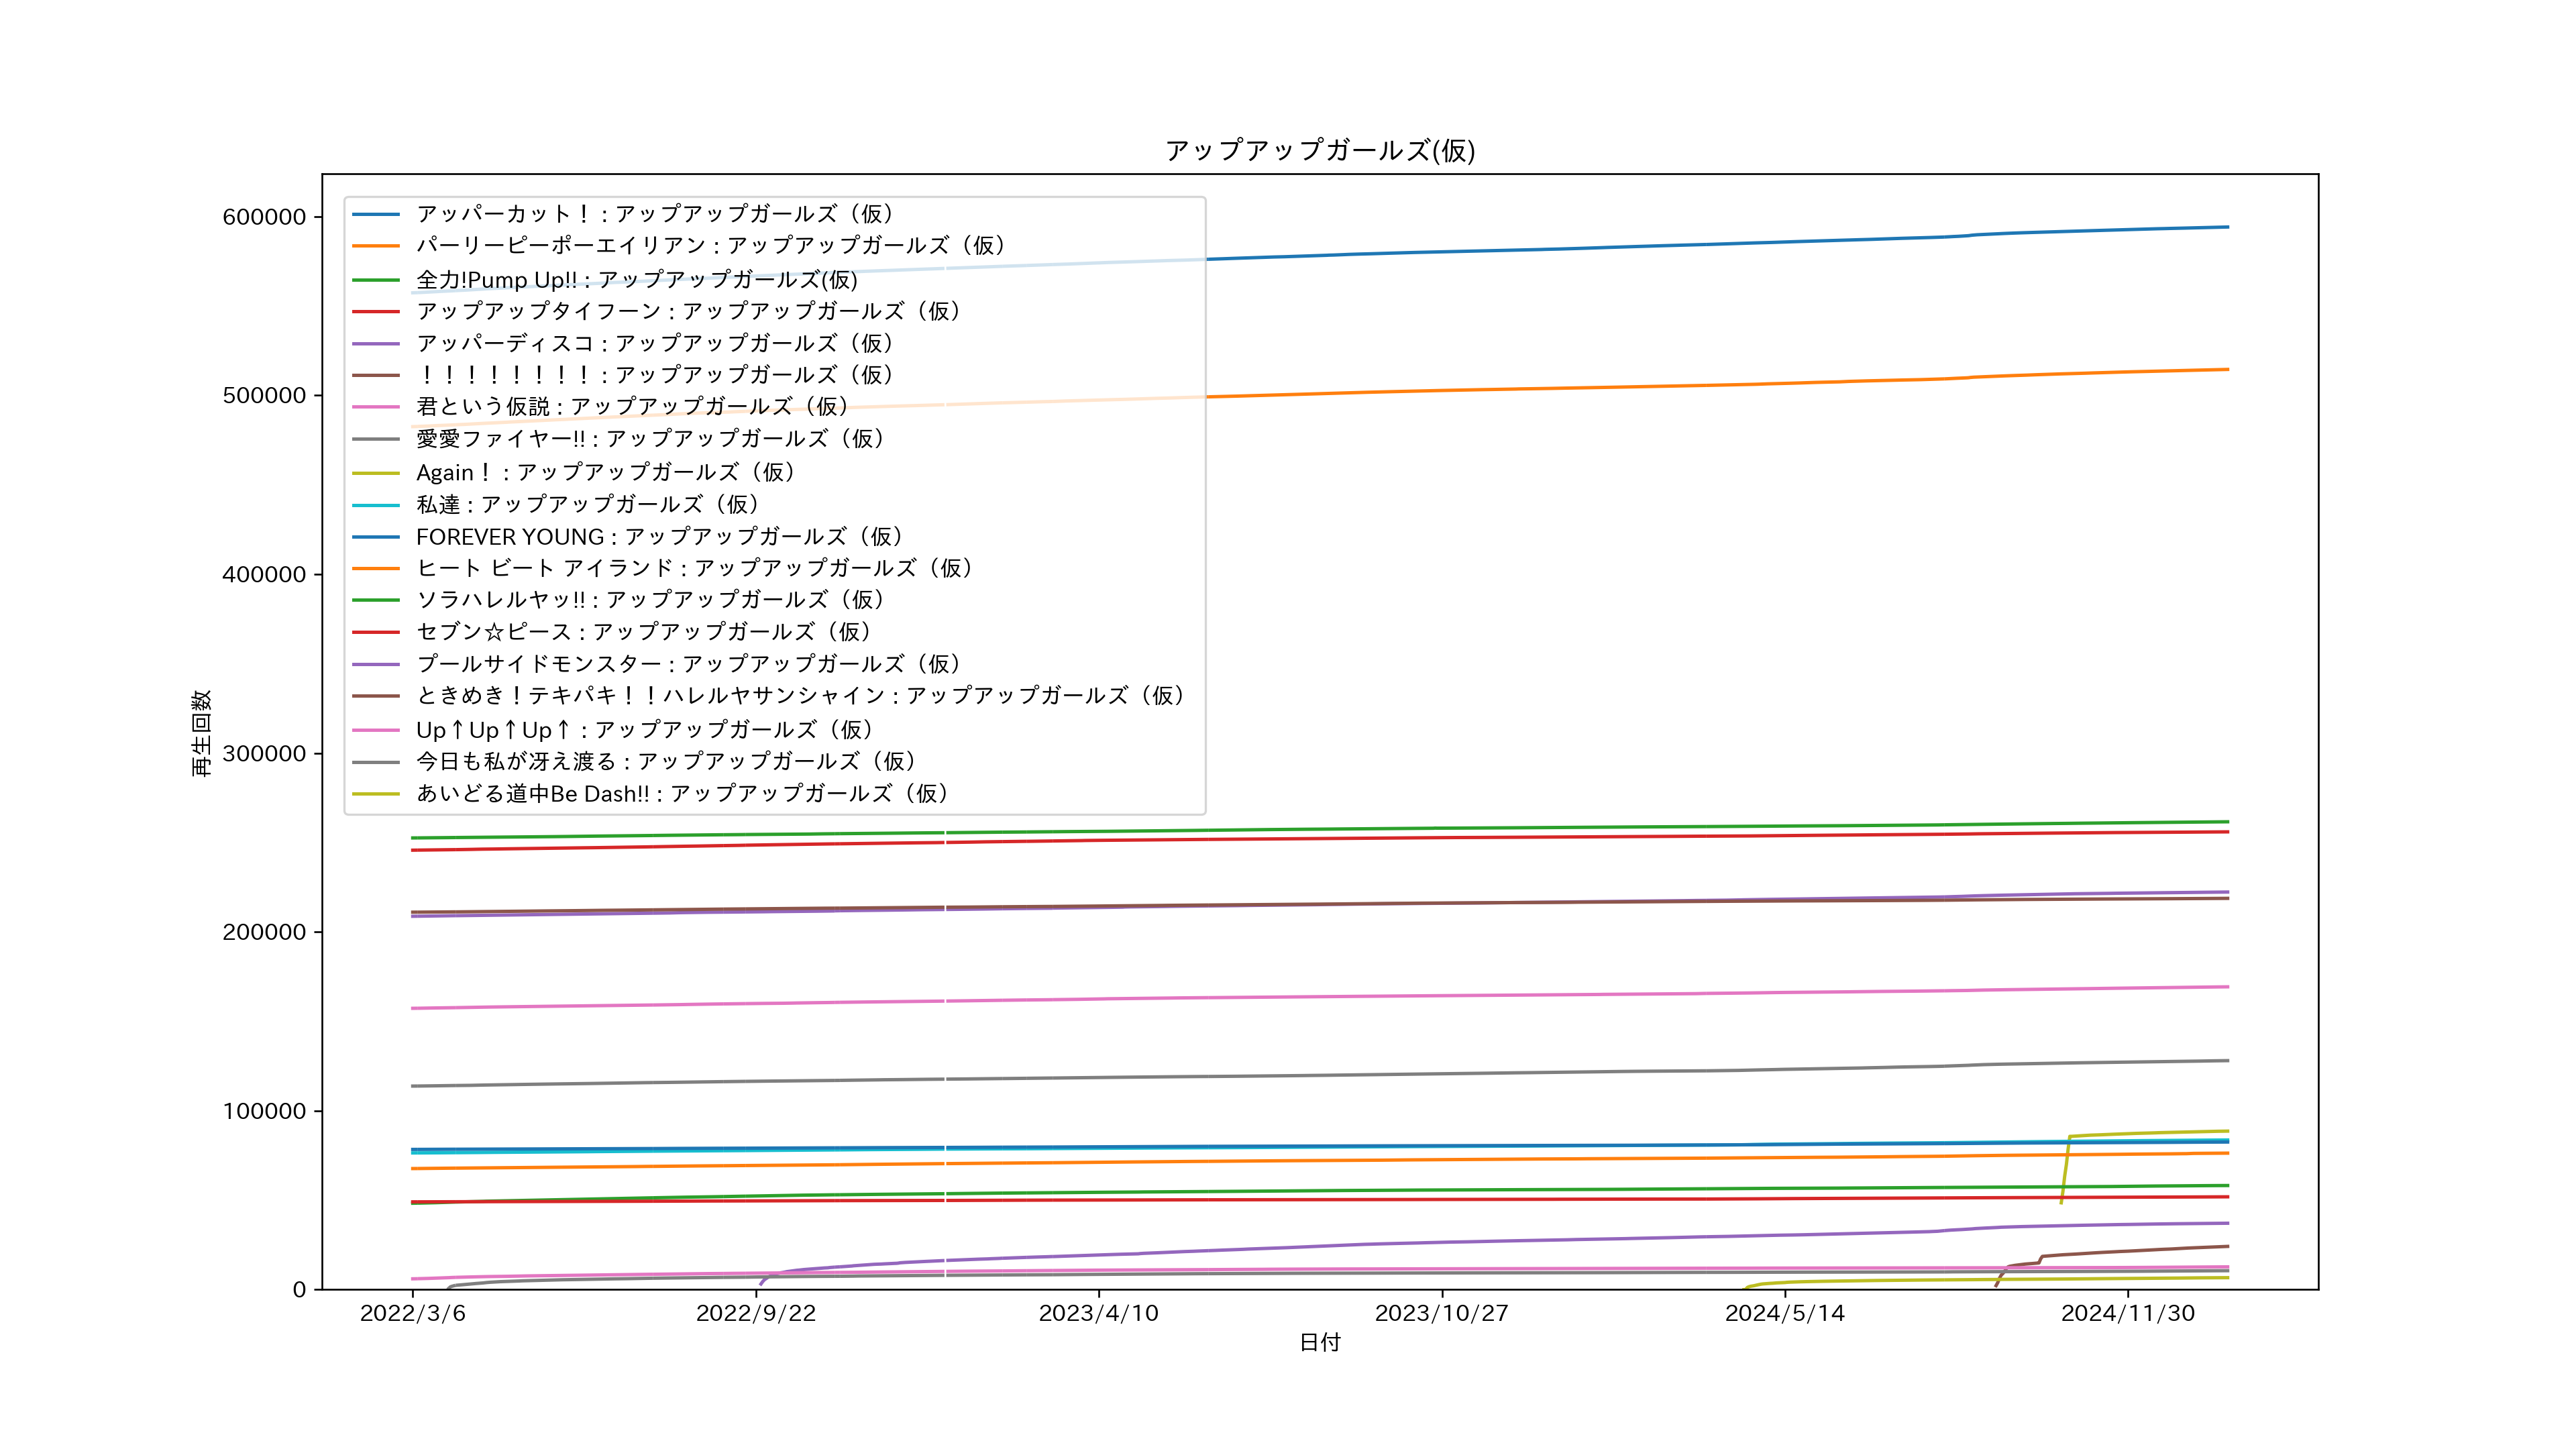 アップアップガールズ(仮)
600000
500000
400000
300000
200000
100000
0
再生回数
アッパーカット！ : アップアップガールズ（仮）
パーリーピーポーエイリアン : アップアップガールズ（仮）
全力!Pump Up!! : アップアップガールズ(仮)
アップアップタイフーン : アップアップガールズ（仮）
アッパーディスコ : アップアップガールズ（仮）
！！！！！！！！ : アップアップガールズ（仮）
君という仮説 : アップアップガールズ（仮）
愛愛ファイヤー!! : アップアップガールズ（仮）
Again！ : アップアップガールズ（仮）
私達 : アップアップガールズ（仮）
FOREVER YOUNG : アップアップガールズ（仮）
ヒート ビート アイランド : アップアップガールズ（仮）
ソラハレルヤッ!! : アップアップガールズ（仮）
セブン☆ピース : アップアップガールズ（仮）
プールサイドモンスター : アップアップガールズ（仮）
ときめき！テキパキ！！ハレルヤサンシャイン : アップアップガールズ（仮）
Up↑Up↑Up↑ : アップアップガールズ（仮）
今日も私が冴え渡る : アップアップガールズ（仮）
あいどる道中Be Dash!! : アップアップガールズ（仮）
2022/3/6
2022/9/22
2023/4/10
2023/10/27
2024/5/14
2024/11/30
日付